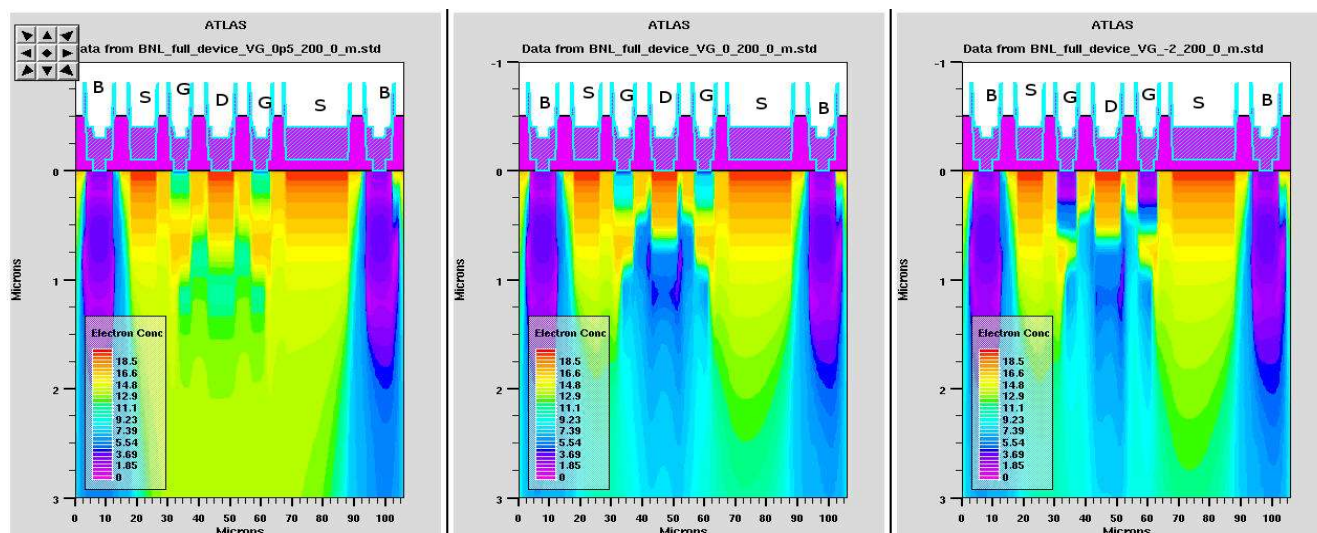 ATLAS
ata from BNL_full_device_VG_0p5_200_0_m.std
B
S
G
D
G
S
B
0
1
2
3
Microns
Electron Conc
18.5
16.6
14.8
12.9
11.1
9.23
7.39
5.54
3.69
1.85
0
0 10 20 30 40 50 60 70 80 90 100
Microns
ATLAS
Data from BNL_full_device_VG_0_200_0_m.std
-1
B
S
G
D
G
S
B
0
1
2
3
Microns
Electron Conc
18.5
16.6
14.8
12.9
11.1
9.23
7.39
5.54
3.69
1.85
0
0 10 20 30 40 50 60 70 80 90 100
Microns
ATLAS
Data from BNL_full_device_VG_-2_200_0_m.std
-1
B
S
G
D
G
S
B
0
1
2
3
Microns
Electron Conc
18.5
16.6
14.8
12.9
11.1
9.23
7.39
5.54
3.69
1.85
0
0 10 20 30 40 50 60 70 80 90 100
Microns